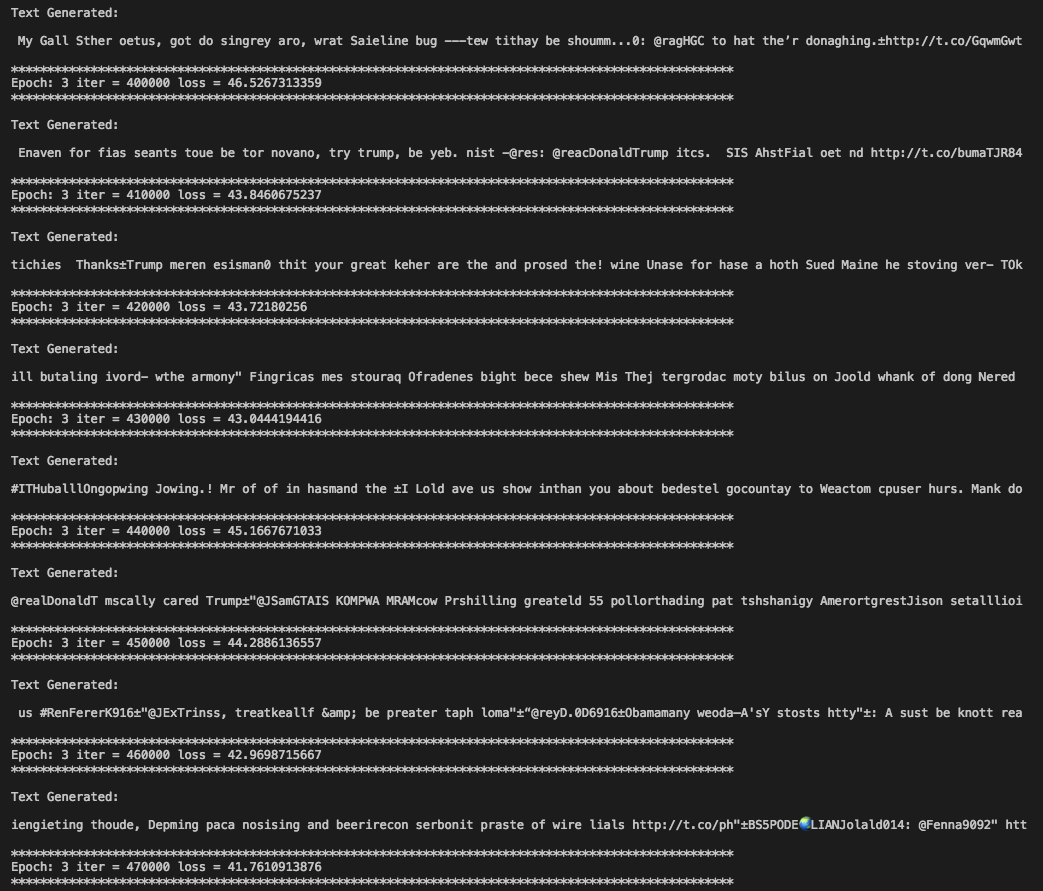 Text Generated:
My Gall Sther oetus, got do singrey aro, wrat Saieline bug ---tew tithay be shoumm...0: @ragHGC to hat the’r donaghing.±http://t.co/GqwmGwt
****************************************************************************************************
Epoch: 3 iter = 400000 loss = 46.5267313359
****************************************************************************************************
Text Generated:
Enaven for fias seants toue be tor novano, try trump, be yeb. nist -@res: @reacDonaldTrump itcs.  SIS AhstFial oet nd http://t.co/bumaTJR84
****************************************************************************************************
Epoch: 3 iter = 410000 loss = 43.8460675237
****************************************************************************************************
Text Generated:
tichies  Thanks±Trump meren esisman0 thit your great keher are the and prosed the! wine Unase for hase a hoth Sued Maine he stoving ver— TOk
****************************************************************************************************
Epoch: 3 iter = 420000 loss = 43.72180256
****************************************************************************************************
Text Generated:
ill butaling ivord— wthe armony" Fingricas mes stouraq Ofradenes bight bece shew Mis Thej tergrodac moty bilus on Joold whank of dong Nered
****************************************************************************************************
Epoch: 3 iter = 430000 loss = 43.0444194416
****************************************************************************************************
Text Generated:
#ITHuballlOngopwing Jowing.! Mr of of in hasmand the ±I Lold ave us show inthan you about bedestel gocountay to Weactom cpuser hurs. Mank do
****************************************************************************************************
Epoch: 3 iter = 440000 loss = 45.1667671033
****************************************************************************************************
Text Generated:
@realDonaldT mscally cared Trump±"@JSamGTAIS KOMPWA MRAMcow Prshilling greateld 55 pollorthading pat tshshanigy AmerortgrestJison setalllioi
****************************************************************************************************
Epoch: 3 iter = 450000 loss = 44.2886136557
****************************************************************************************************
Text Generated:
us #RenFererK916±"@JExTrinss, treatkeallf &amp; be preater taph loma"±“@reyD.0D6916±Obamamany weoda—A'sY stosts htty"±: A sust be knott rea
****************************************************************************************************
Epoch: 3 iter = 460000 loss = 42.9698715667
****************************************************************************************************
Text Generated:
iengieting thoude, Depming paca nosising and beerirecon serbonit praste of wire lials http://t.co/ph"±BS5PODE🌏LIANJolald014: @Fenna9092" htt
****************************************************************************************************
Epoch: 3 iter = 470000 loss = 41.7610913876
****************************************************************************************************